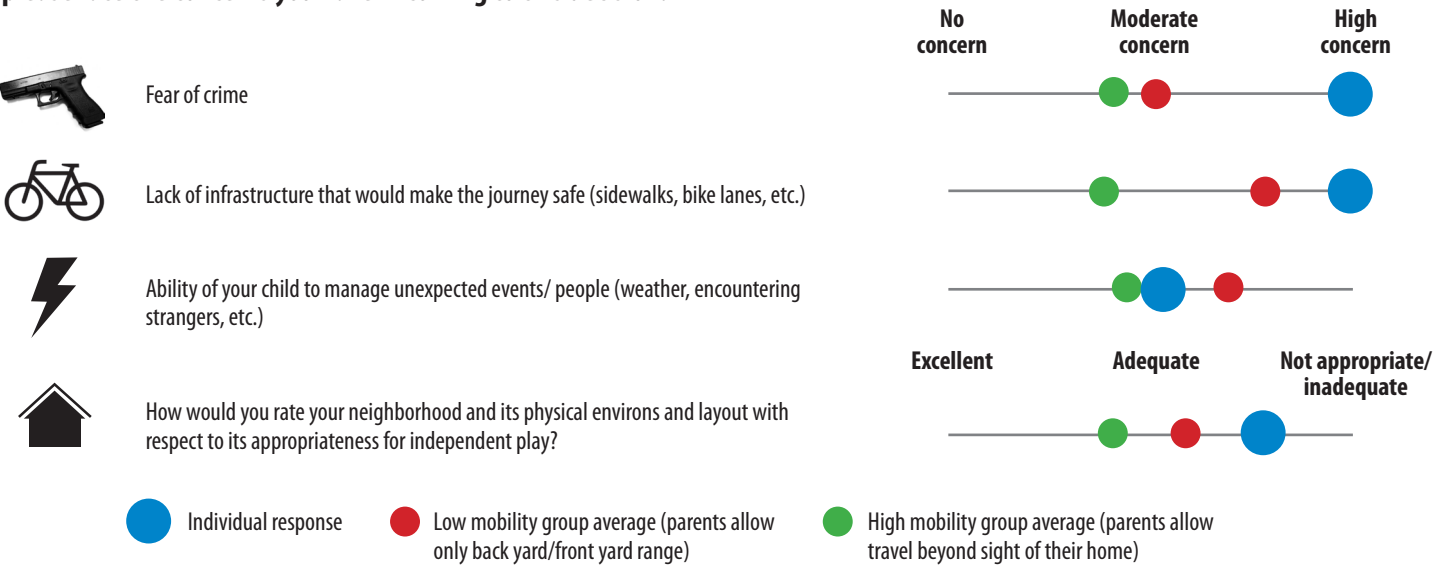 No
concern
Moderate
concern
High
concern
Fear of crime
Lack of infrastructure that would make the journey safe (sidewalks, bike lanes, etc.)
Ability of your child to manage unexpected events/ people (weather, encountering
strangers, etc.)
Excellent
Adequate
Not appropriate/
inadequate
How would you rate your neighborhood and its physical environs and layout with
respect to its appropriateness for independent play?
Individual response
Low mobility group average (parents allow
only back yard/front yard range)
High mobility group average (parents allow
travel beyond sight of their home)